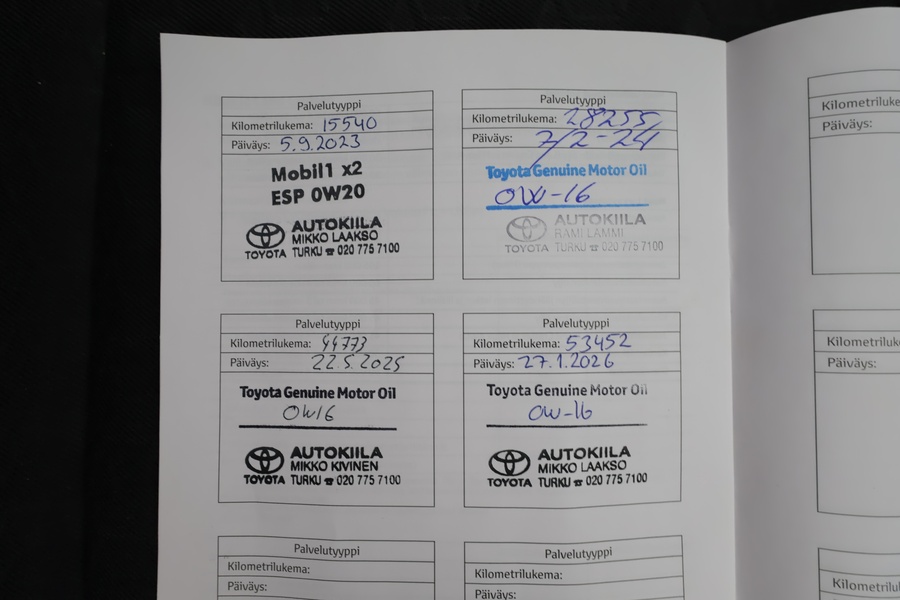 Palvelutyyppi
Kilometrilukema: 15540
Päiväys: 5.9.2023
Mobil1 x2
ESP 0W20
AUTOKIILA
MIKKO LAAKSO
TOYOTA TURKU ☎ 020 775 7100
Palvelutyyppi
Kilometrilukema: 28255
Päiväys: 7/2-24
Toyota Genuine Motor Oil
0W-16
AUTOKIILA
RAMI LAMMI
TOYOTA TURKU ☎ 020 775 7100
Palvelutyyppi
Kilometrilukema: 44773
Päiväys: 22.5.2025
Toyota Genuine Motor Oil
0W16
AUTOKIILA
MIKKO KIVINEN
TOYOTA TURKU ☎ 020 775 7100
Palvelutyyppi
Kilometrilukema: 53452
Päiväys: 27.1.2026
Toyota Genuine Motor Oil
0W-16
AUTOKIILA
MIKKO LAAKSO
TOYOTA TURKU ☎ 020 775 7100
Palvelutyyppi
Kilometrilukema:
Päiväys:
Palvelutyyppi
Kilometrilukema:
Päiväys:
Kilometriluke
Päiväys:
Kilometriluke
Päiväys:
Kilometrilu